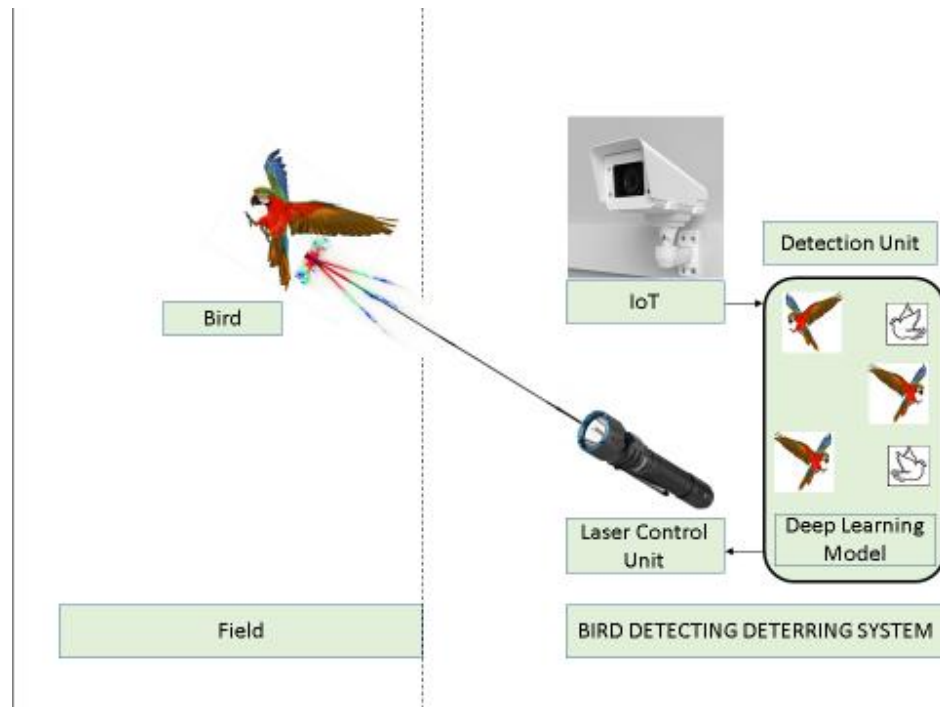 Detection Unit
IoT
Bird
Laser Control
Unit
Deep Learning
Model
Field
BIRD DETECTING DETERRING SYSTEM